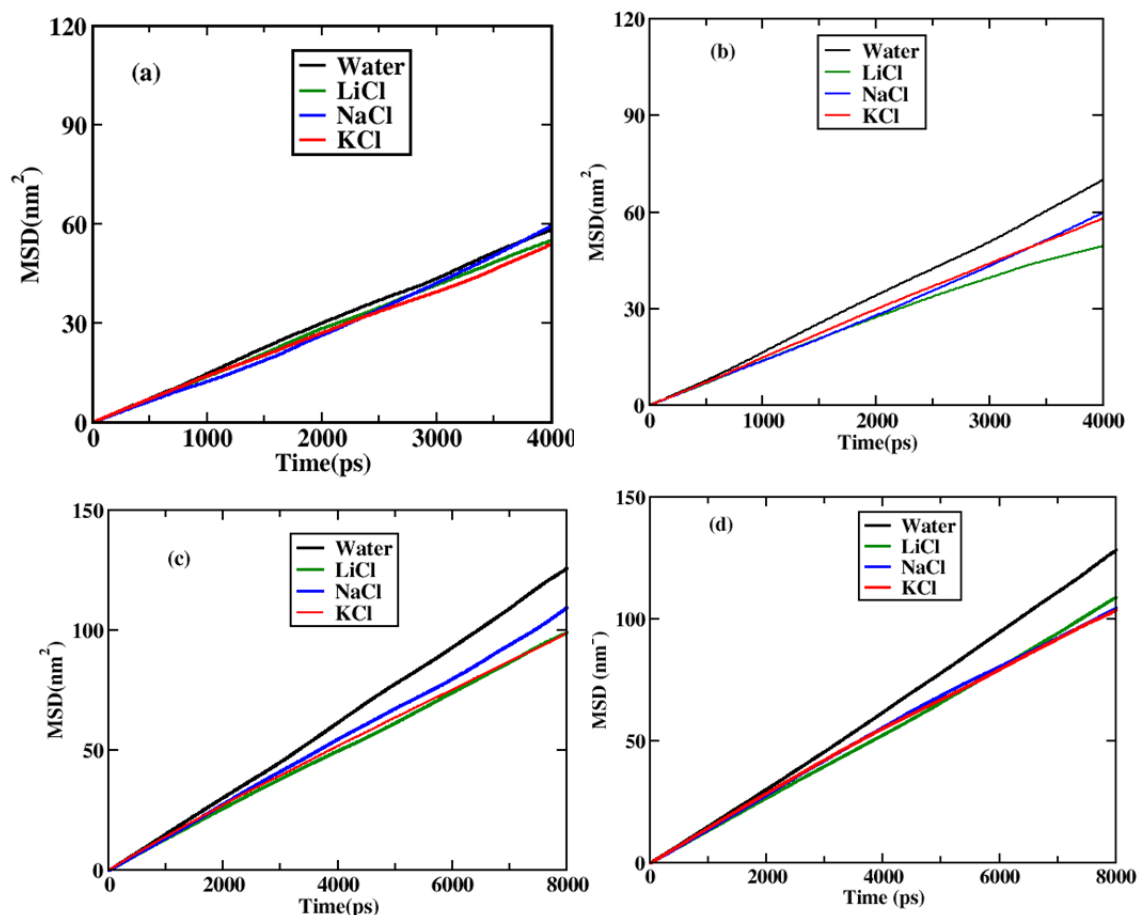 120
90
60
30
0
MSD(nm²)
(a)
Water
LiCl
NaCl
KCl
0 1000 2000 3000 4000
Time(ps)
120
90
60
30
0
MSD(nm²)
(b)
Water
LiCl
NaCl
KCl
0 1000 2000 3000 4000
Time(ps)
150
100
50
0
MSD(nm²)
(c)
Water
LiCl
NaCl
KCl
0 2000 4000 6000 8000
Time(ps)
150
100
50
0
MSD (nm
(d)
Water
LiCl
NaCl
KCl
0 2000 4000 6000 8000
Time (ps)